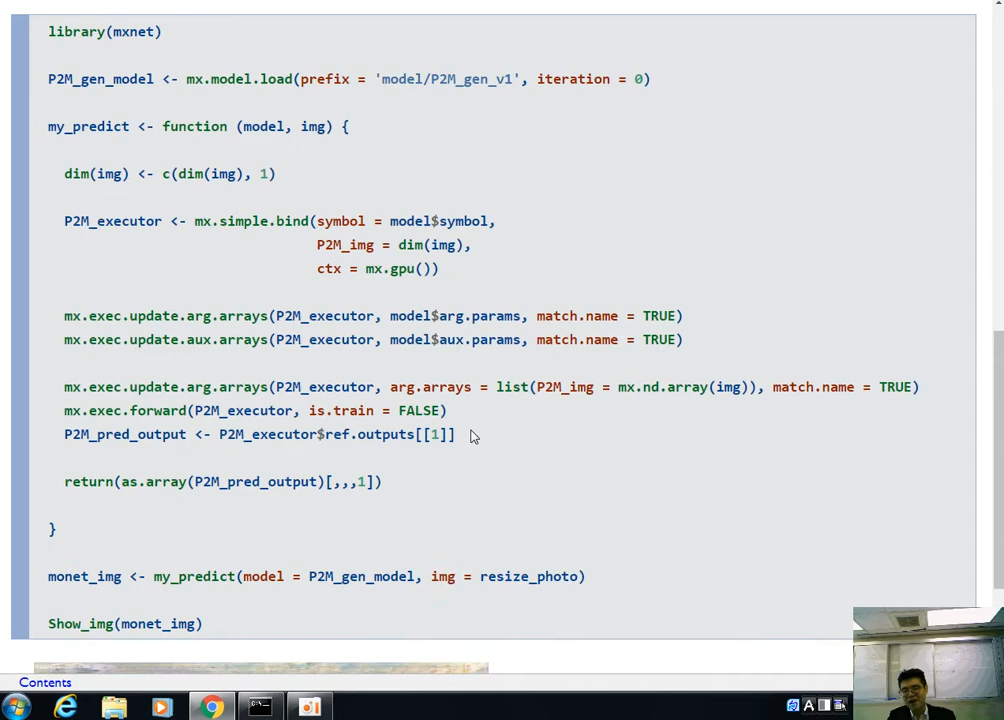 library(mxnet)
P2M_gen_model <- mx.model.load(prefix = 'model/P2M_gen_v1', iteration = 0)
my_predict <- function (model, img) {
dim(img) <- c(dim(img), 1)
P2M_executor <- mx.simple.bind(symbol = model$symbol,
P2M_img = dim(img),
ctx = mx.gpu())
mx.exec.update.arg.arrays(P2M_executor, model$arg.params, match.name = TRUE)
mx.exec.update.aux.arrays(P2M_executor, model$aux.params, match.name = TRUE)
mx.exec.update.arg.arrays(P2M_executor, arg.arrays = list(P2M_img = mx.nd.array(img)), match.name = TRUE)
mx.exec.forward(P2M_executor, is.train = FALSE)
P2M_pred_output <- P2M_executor$ref.outputs[[1]]
return(as.array(P2M_pred_output)[,,,1])
}
monet_img <- my_predict(model = P2M_gen_model, img = resize_photo)
Show_img(monet_img)
Contents
A